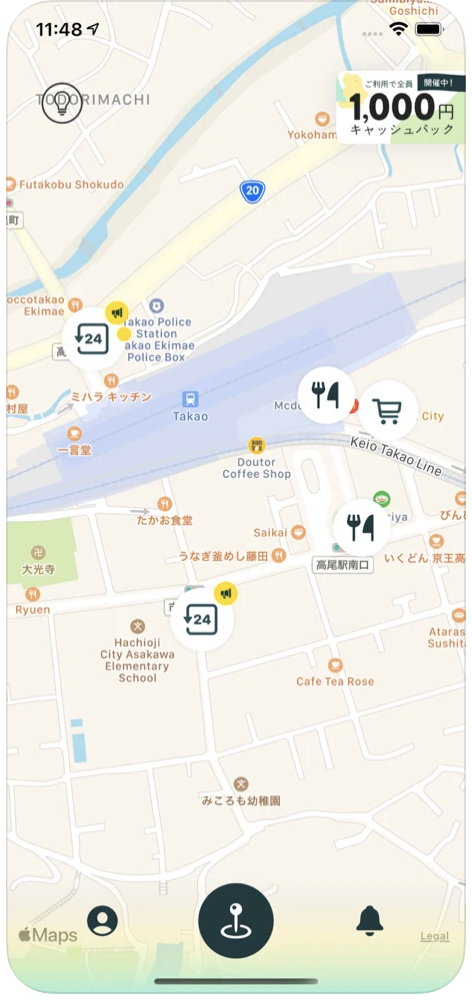 Goshichi
11:48
ご利用で全員
開催中!
1,000円
キャッシュバック
TODORIMACHI
Yokoham
20
Futakobu Shokudo
町
occotakao
Ekimae
24
Takao Police
Station
akao Ekimae
Police Box
高
ミハラ キッチン
村屋
Takao
Mcd
City
一言堂
Keio Takao Line
Doutor
Coffee Shop
riya
たかお食堂
Saikai
うなぎ釜めし藤田
いくどん 京王高
大光寺
高尾駅南口
Ryuen
24
Hachioji
City Asakawa
Elementary
School
Ataras
Sushita
Cafe Tea Rose
みころも幼稚園
Maps
Legal